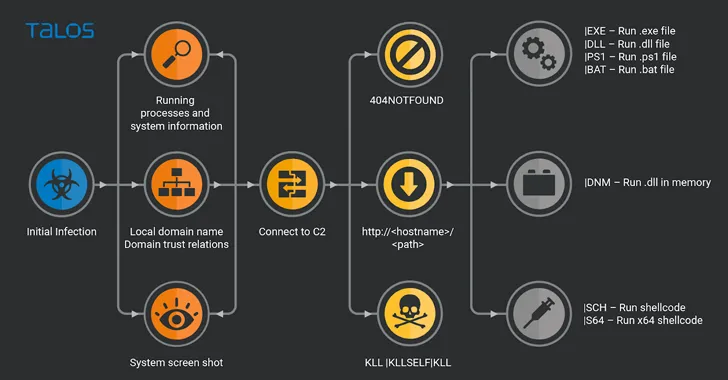 TALOS
Running
processes and
system information
404NOTFOUND
|EXE – Run .exe file
|DLL – Run .dll file
|PS1 – Run .ps1 file
|BAT – Run .bat file
Initial Infection
Local domain name
Domain trust relations
Connect to C2
http://<hostname>/
<path>
|DNM – Run .dll in memory
System screen shot
KLL |KLLSELF|KLL
|SCH – Run shellcode
|S64 – Run x64 shellcode